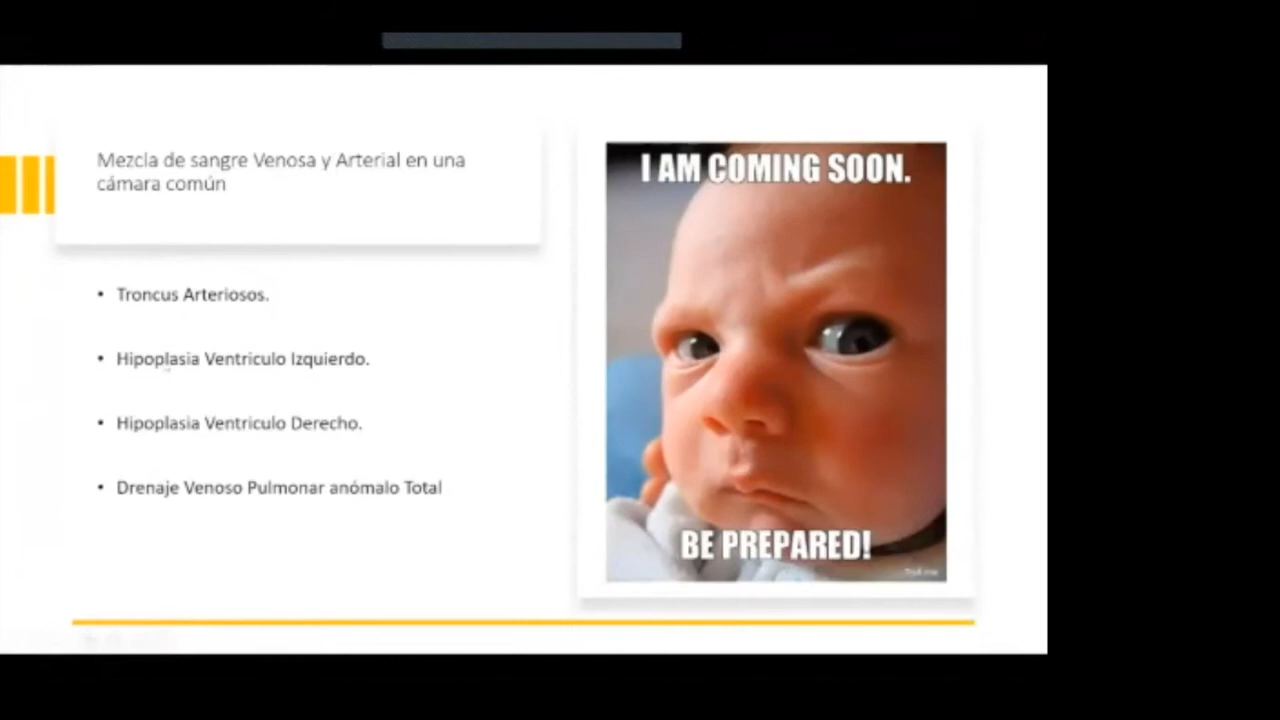 Mezcla de sangre Venosa y Arterial en una
cámara común
• Troncus Arteriosos.
• Hipoplasia Ventriculo Izquierdo.
• Hipoplasia Ventriculo Derecho.
• Drenaje Venoso Pulmonar anómalo Total
I AM COMING SOON.
BE PREPARED!